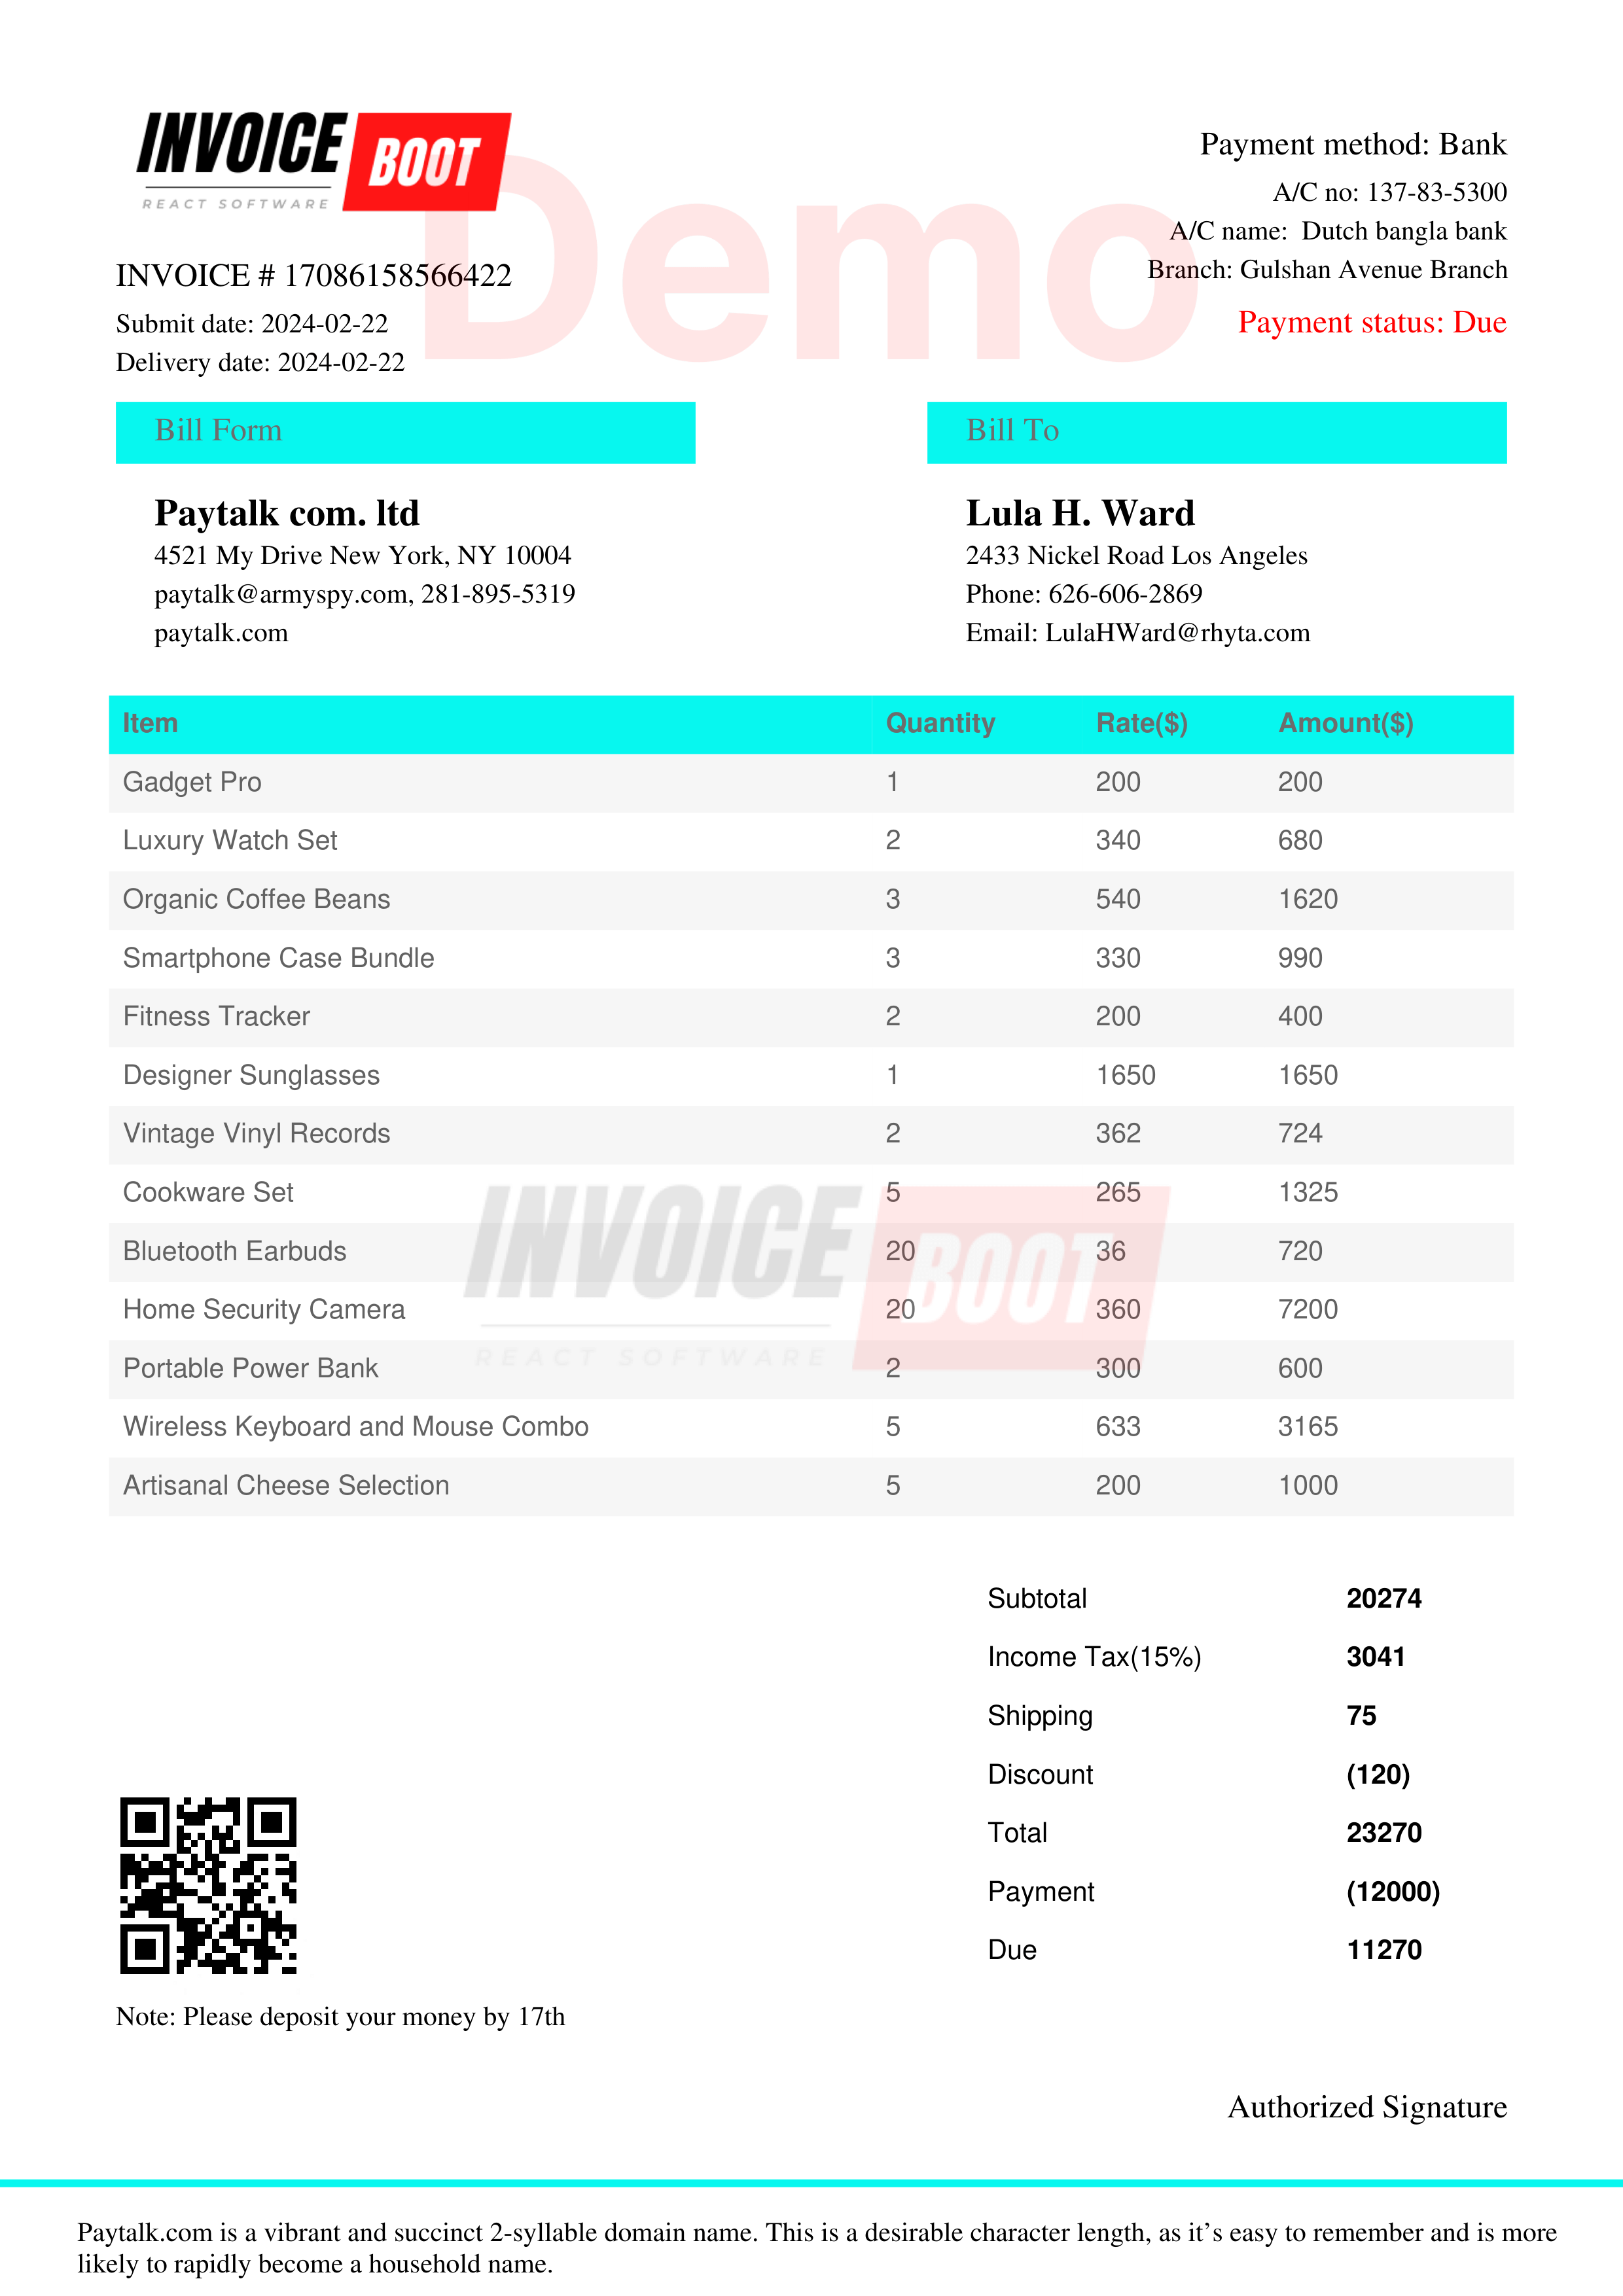 INVOICE BOOT
REACT SOFTWARE
Demo
Payment method: Bank
A/C no: 137-83-5300
A/C name: Dutch bangla bank
Branch: Gulshan Avenue Branch
Payment status: Due
INVOICE # 17086158566422
Submit date: 2024-02-22
Delivery date: 2024-02-22
Bill Form
Paytalk com. ltd
4521 My Drive New York, NY 10004
paytalk@armyspy.com, 281-895-5319
paytalk.com
Bill To
Lula H. Ward
2433 Nickel Road Los Angeles
Phone: 626-606-2869
Email: LulaHWard@rhyta.com
Item Quantity Rate($) Amount($)
Gadget Pro 1 200 200
Luxury Watch Set 2 340 680
Organic Coffee Beans 3 540 1620
Smartphone Case Bundle 3 330 990
Fitness Tracker 2 200 400
Designer Sunglasses 1 1650 1650
Vintage Vinyl Records 2 362 724
Cookware Set 5 265 1325
Bluetooth Earbuds 20 36 720
Home Security Camera 20 360 7200
Portable Power Bank 2 300 600
Wireless Keyboard and Mouse Combo 5 633 3165
Artisanal Cheese Selection 5 200 1000
INVOICE BOOT
REACT SOFTWARE
Subtotal 20274
Income Tax(15%) 3041
Shipping 75
Discount (120)
Total 23270
Payment (12000)
Due 11270
Note: Please deposit your money by 17th
Authorized Signature
Paytalk.com is a vibrant and succinct 2-syllable domain name. This is a desirable character length, as it’s easy to remember and is more
likely to rapidly become a household name.